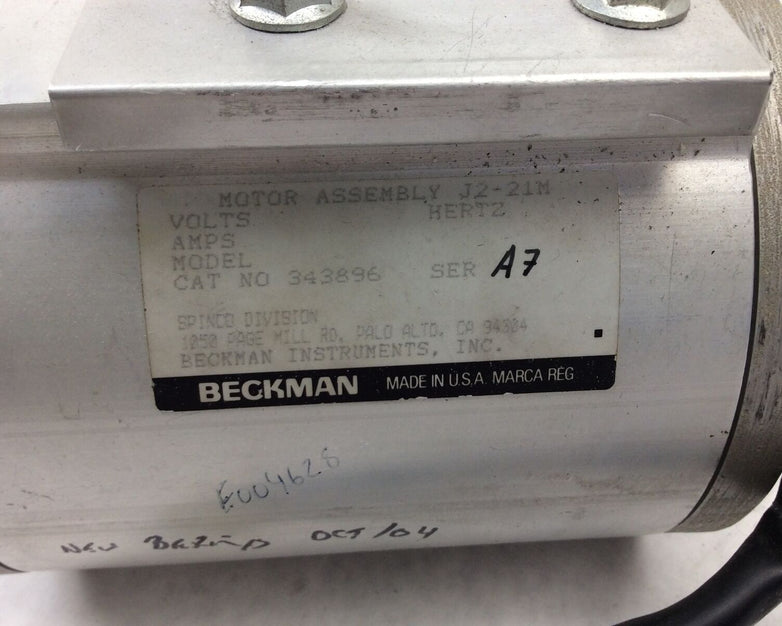 MOTOR ASSEMBLY J2-21M
VOLTS HERTZ
AMPS
MODEL
CAT NO 343896 SER A7
SPINCO DIVISION
1050 PAGE MILL RD. PALO ALTO, CA 94304
BECKMAN INSTRUMENTS, INC.
BECKMAN MADE IN U.S.A. MARCA REG
E004628
NEW OCT/04